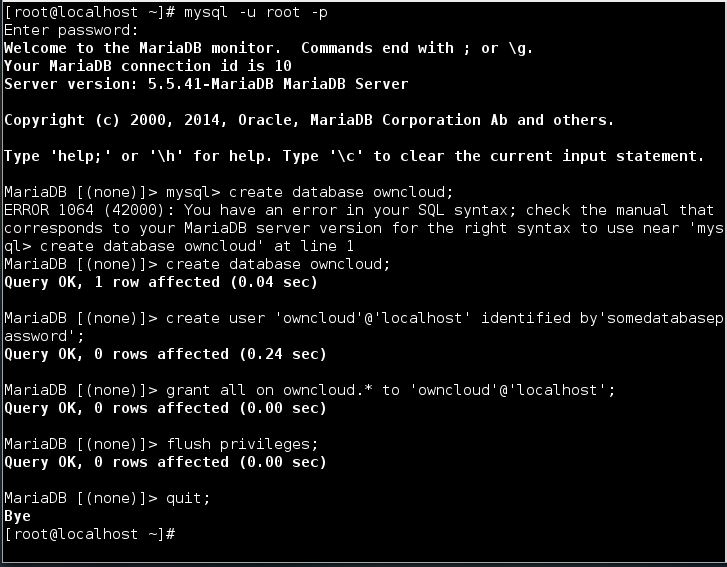 [root@localhost ~]# mysql -u root -p
Enter password:
Welcome to the MariaDB monitor.  Commands end with ; or \g.
Your MariaDB connection id is 10
Server version: 5.5.41-MariaDB MariaDB Server
Copyright (c) 2000, 2014, Oracle, MariaDB Corporation Ab and others.
Type 'help;' or '\h' for help. Type '\c' to clear the current input statement.
MariaDB [(none)]> mysql> create database owncloud;
ERROR 1064 (42000): You have an error in your SQL syntax; check the manual that
corresponds to your MariaDB server version for the right syntax to use near 'mys
ql> create database owncloud' at line 1
MariaDB [(none)]> create database owncloud;
Query OK, 1 row affected (0.04 sec)
MariaDB [(none)]> create user 'owncloud'@'localhost' identified by'somedatabasep
assword';
Query OK, 0 rows affected (0.24 sec)
MariaDB [(none)]> grant all on owncloud.* to 'owncloud'@'localhost';
Query OK, 0 rows affected (0.00 sec)
MariaDB [(none)]> flush privileges;
Query OK, 0 rows affected (0.00 sec)
MariaDB [(none)]> quit;
Bye
[root@localhost ~]#